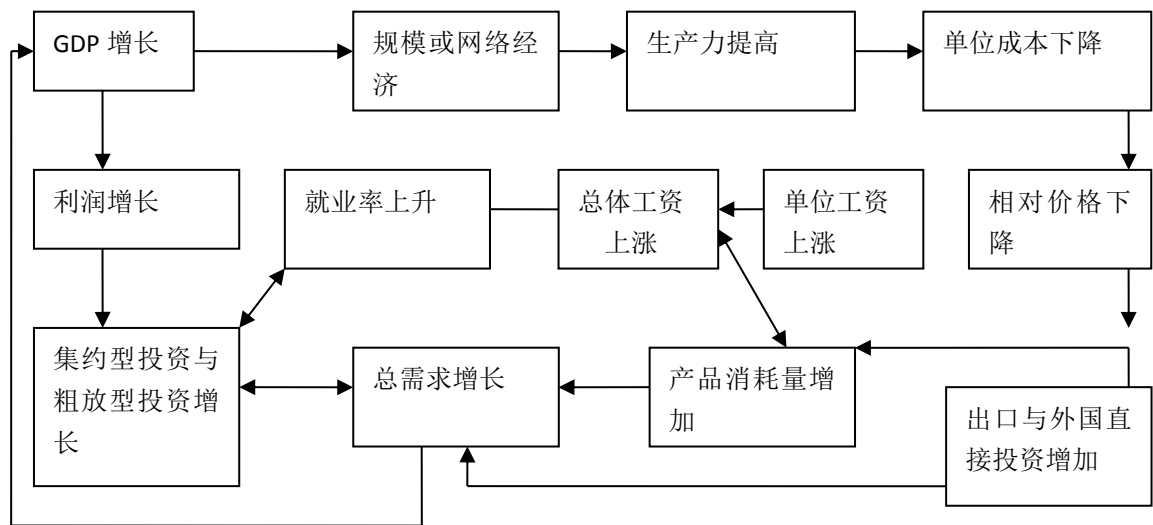 GDP 增长
规模或网络经
济
生产力提高
单位成本下降
利润增长
就业率上升
总体工资
上涨
单位工资
上涨
相对价格下
降
集约型投资与
粗放型投资增
长
总需求增长
产品消耗量增
加
出口与外国直
接投资增加